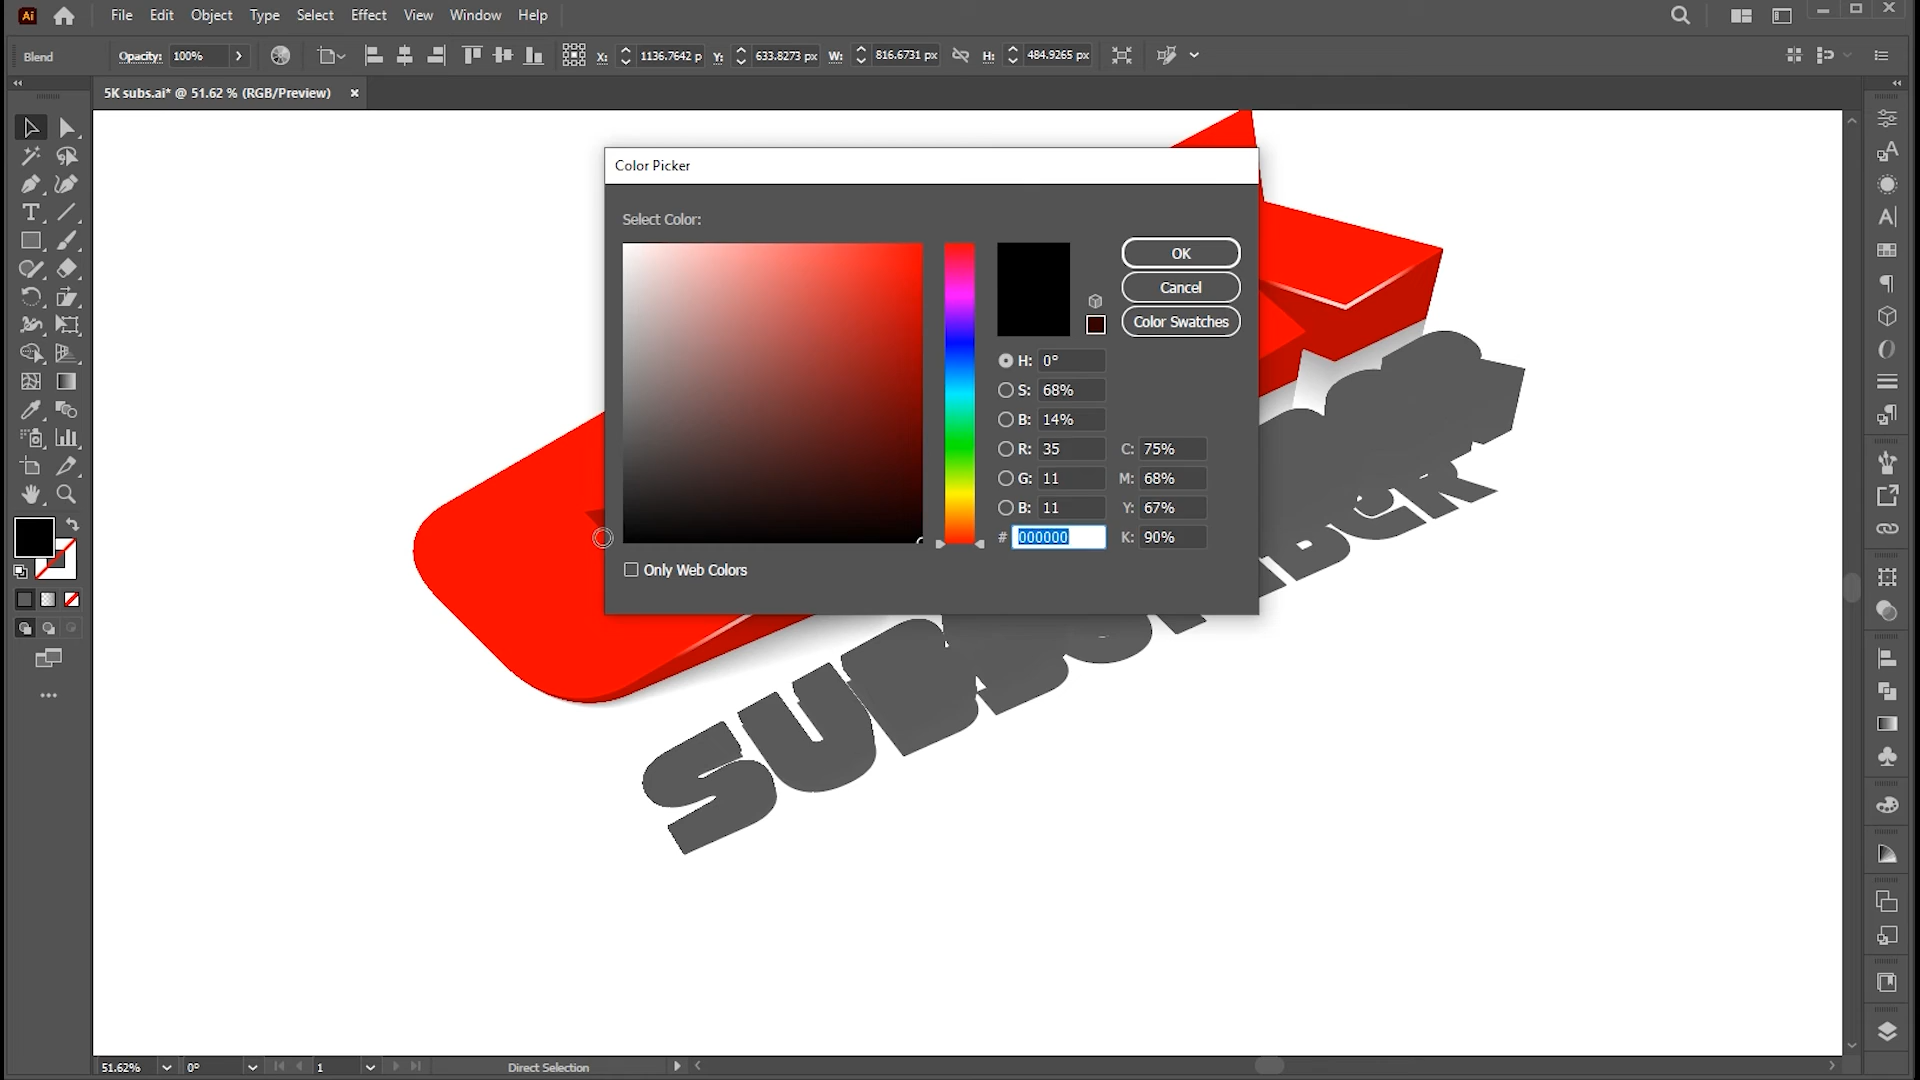 Ai File Edit Object Type Select Effect View Window Help
Blend Opacity: 100% X: 1136.7642 p Y: 633.8273 px W: 816.6731 px H: 484.9265 px
5K subs.ai* @ 51.62 % (RGB/Preview)
Color Picker
Select Color:
OK
Cancel
Color Swatches
H: 0°
S: 68%
B: 14%
R: 35 C: 75%
G: 11 M: 68%
B: 11 Y: 67%
# 000000 K: 90%
Only Web Colors
51.62% 0° 1 Direct Selection